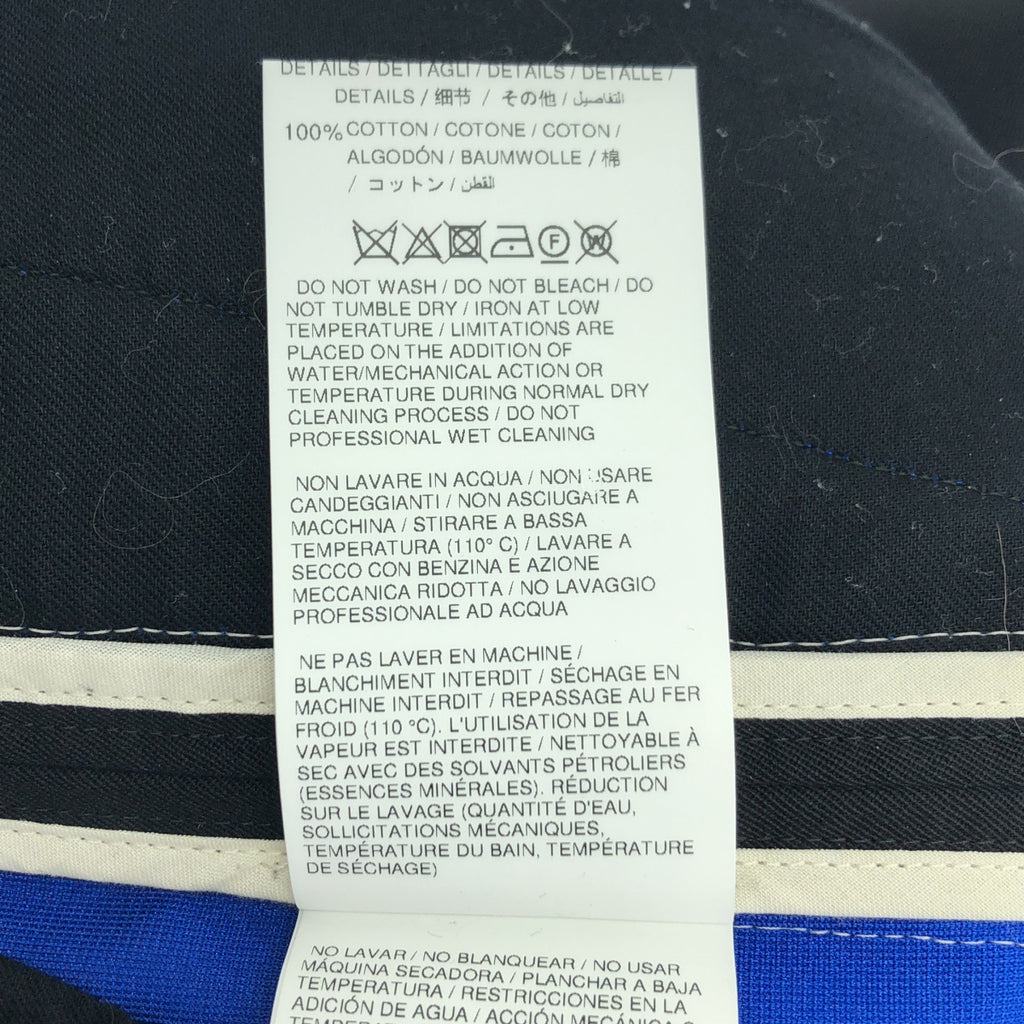 DETAILS / DETTAGLI / DETAILS / DETALLE /
DETAILS / 细节 / その他 / التفاصيل
100% COTTON / COTONE / COTON /
ALGODÓN / BAUMWOLLE / 棉
/ コットン / القطن
F W
DO NOT WASH / DO NOT BLEACH / DO
NOT TUMBLE DRY / IRON AT LOW
TEMPERATURE / LIMITATIONS ARE
PLACED ON THE ADDITION OF
WATER/MECHANICAL ACTION OR
TEMPERATURE DURING NORMAL DRY
CLEANING PROCESS / DO NOT
PROFESSIONAL WET CLEANING
NON LAVARE IN ACQUA / NON USARE
CANDEGGIANTI / NON ASCIUGARE A
MACCHINA / STIRARE A BASSA
TEMPERATURA (110° C) / LAVARE A
SECCO CON BENZINA E AZIONE
MECCANICA RIDOTTA / NO LAVAGGIO
PROFESSIONALE AD ACQUA
NE PAS LAVER EN MACHINE /
BLANCHIMENT INTERDIT / SÉCHAGE EN
MACHINE INTERDIT / REPASSAGE AU FER
FROID (110 °C). L'UTILISATION DE LA
VAPEUR EST INTERDITE / NETTOYABLE À
SEC AVEC DES SOLVANTS PÉTROLIERS
(ESSENCES MINÉRALES). RÉDUCTION
SUR LE LAVAGE (QUANTITÉ D'EAU,
SOLLICITATIONS MÉCANIQUES,
TEMPÉRATURE DU BAIN, TEMPÉRATURE
DE SÉCHAGE)
NO LAVAR / NO BLANQUEAR / NO USAR
MÁQUINA SECADORA / PLANCHAR A BAJA
TEMPERATURA / RESTRICCIONES EN LA
ADICIÓN DE AGUA / ACCIÓN MECÁNICA O